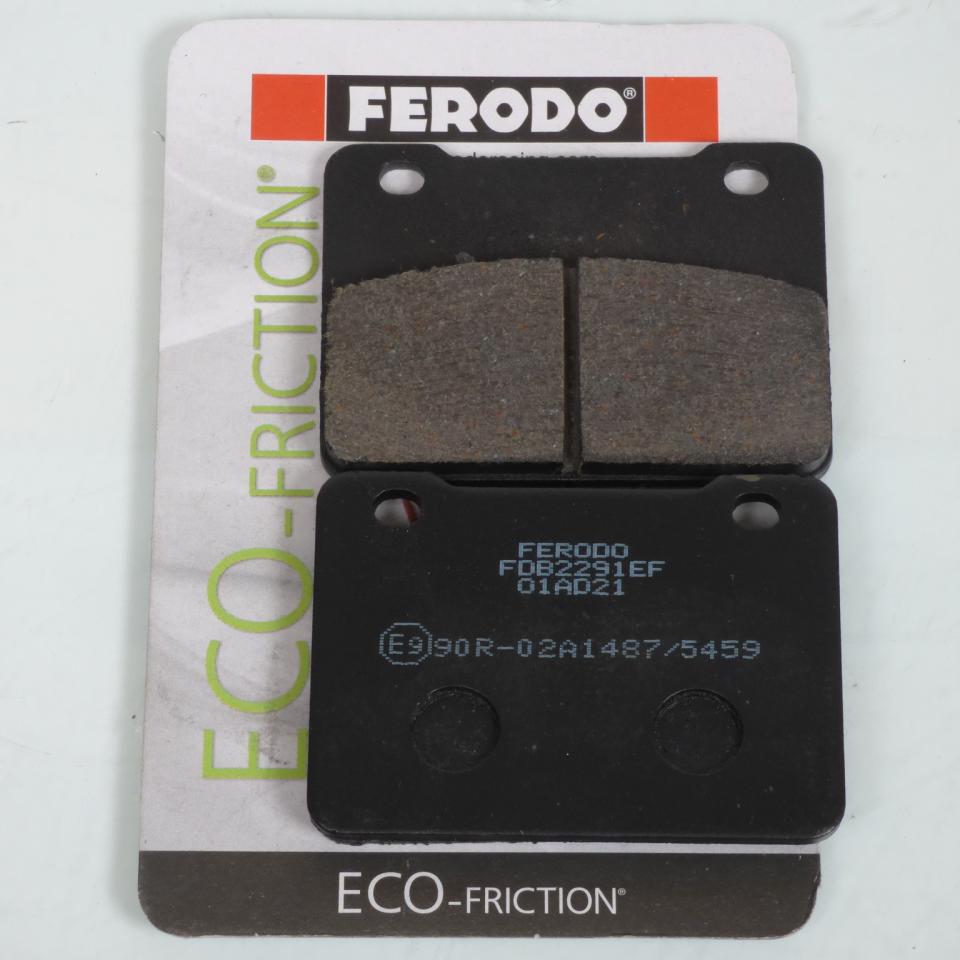 FERODO®
ECO-FRICTION®
FERODO
FDB2291EF
01AD21
E9 90R-02A1487/5459
ECO-FRICTION®